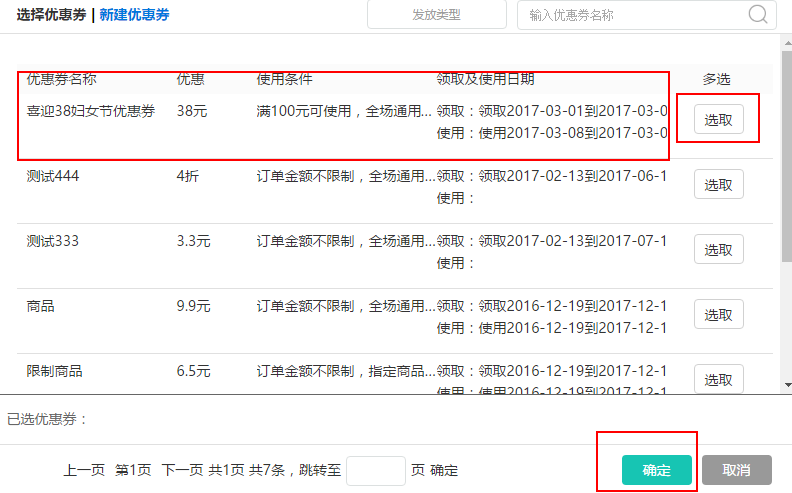 选择优惠券 | 新建优惠券 发放类型 输入优惠券名称
优惠券名称 优惠 使用条件 领取及使用日期 多选
喜迎38妇女节优惠券 38元 满100元可使用，全场通用... 领取：领取2017-03-01到2017-03-0 选取
使用：使用2017-03-08到2017-03-0
测试444 4折 订单金额不限制，全场通用... 领取：领取2017-02-13到2017-06-1 选取
使用：
测试333 3.3元 订单金额不限制，全场通用... 领取：领取2017-02-13到2017-07-1 选取
使用：
商品 9.9元 订单金额不限制，全场通用... 领取：领取2016-12-19到2017-12-1 选取
使用：使用2016-12-19到2017-12-1
限制商品 6.5元 订单金额不限制，指定商品... 领取：领取2016-12-19到2017-12-1 选取
使用：使用2016-12-19到2017-12-1
已选优惠券：
上一页 第1页 下一页 共1页 共7条，跳转至 页 确定 确定 取消